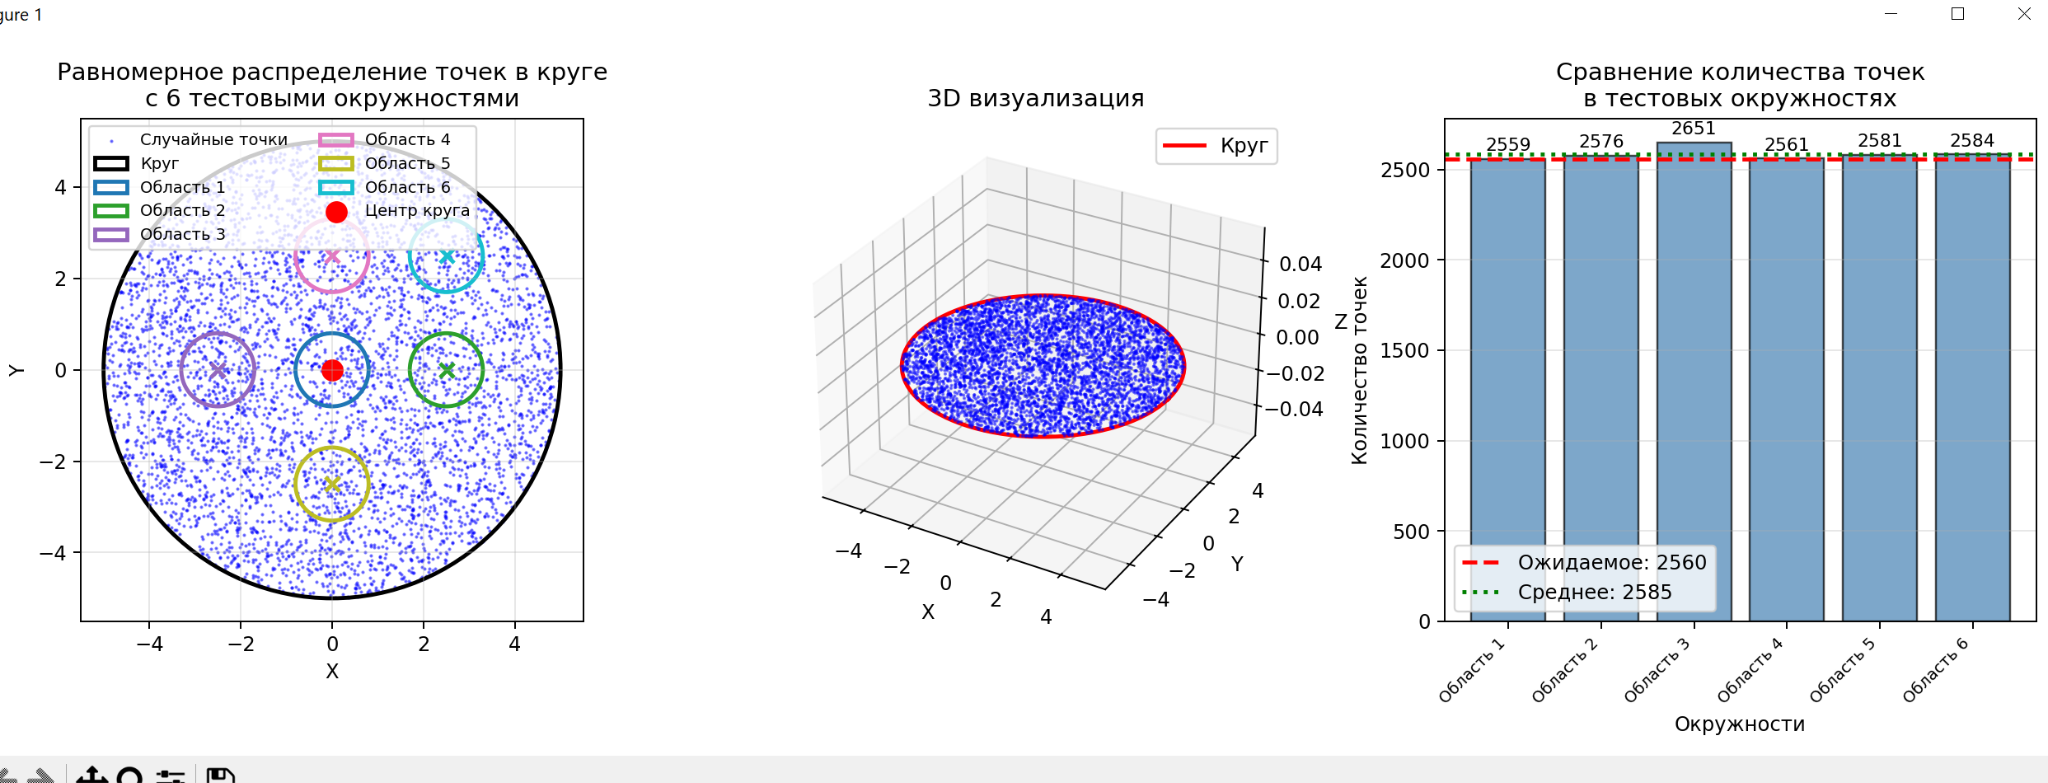 gure 1
Равномерное распределение точек в круге
с 6 тестовыми окружностями
Случайные точки
Круг
Область 1
Область 2
Область 3
Область 4
Область 5
Область 6
Центр круга
4
2
0
−2
−4
Y
−4
−2
0
2
4
X
3D визуализация
Круг
0.04
0.02
0.00
−0.02
−0.04
Z
4
2
0
−2
−4
Y
−4
−2
0
2
4
X
Сравнение количества точек
в тестовых окружностях
2559
2576
2651
2561
2581
2584
2500
2000
1500
1000
500
0
Количество точек
Ожидаемое: 2560
Среднее: 2585
Область 1
Область 2
Область 3
Область 4
Область 5
Область 6
Окружности